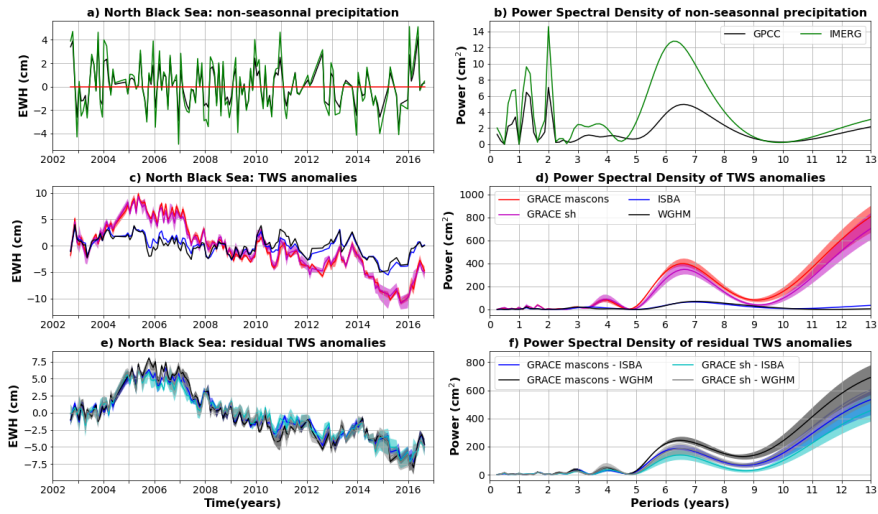 a) North Black Sea: non-seasonnal precipitation
EWH (cm)
4
2
0
−2
−4
2002 2004 2006 2008 2010 2012 2014 2016
b) Power Spectral Density of non-seasonnal precipitation
GPCC IMERG
Power (cm2)
14
12
10
8
6
4
2
0
0 1 2 3 4 5 6 7 8 9 10 11 12 13
c) North Black Sea: TWS anomalies
EWH (cm)
10
5
0
−5
−10
2002 2004 2006 2008 2010 2012 2014 2016
d) Power Spectral Density of TWS anomalies
GRACE mascons ISBA
GRACE sh WGHM
Power (cm2)
1000
800
600
400
200
0
0 1 2 3 4 5 6 7 8 9 10 11 12 13
e) North Black Sea: residual TWS anomalies
EWH (cm)
7.5
5.0
2.5
0.0
−2.5
−5.0
−7.5
2002 2004 2006 2008 2010 2012 2014 2016
Time(years)
f) Power Spectral Density of residual TWS anomalies
GRACE mascons - ISBA GRACE sh - ISBA
GRACE mascons - WGHM GRACE sh - WGHM
Power (cm2)
800
600
400
200
0
0 1 2 3 4 5 6 7 8 9 10 11 12 13
Periods (years)